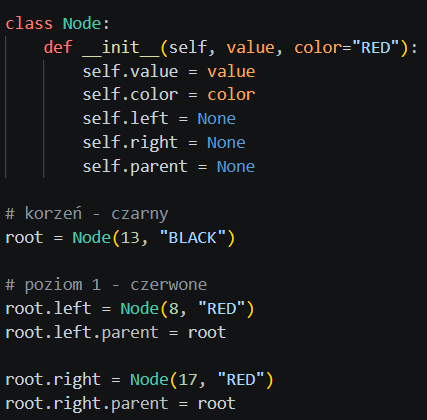 class Node:
    def __init__(self, value, color="RED"):
        self.value = value
        self.color = color
        self.left = None
        self.right = None
        self.parent = None

# korzeń - czarny
root = Node(13, "BLACK")

# poziom 1 - czerwone
root.left = Node(8, "RED")
root.left.parent = root

root.right = Node(17, "RED")
root.right.parent = root